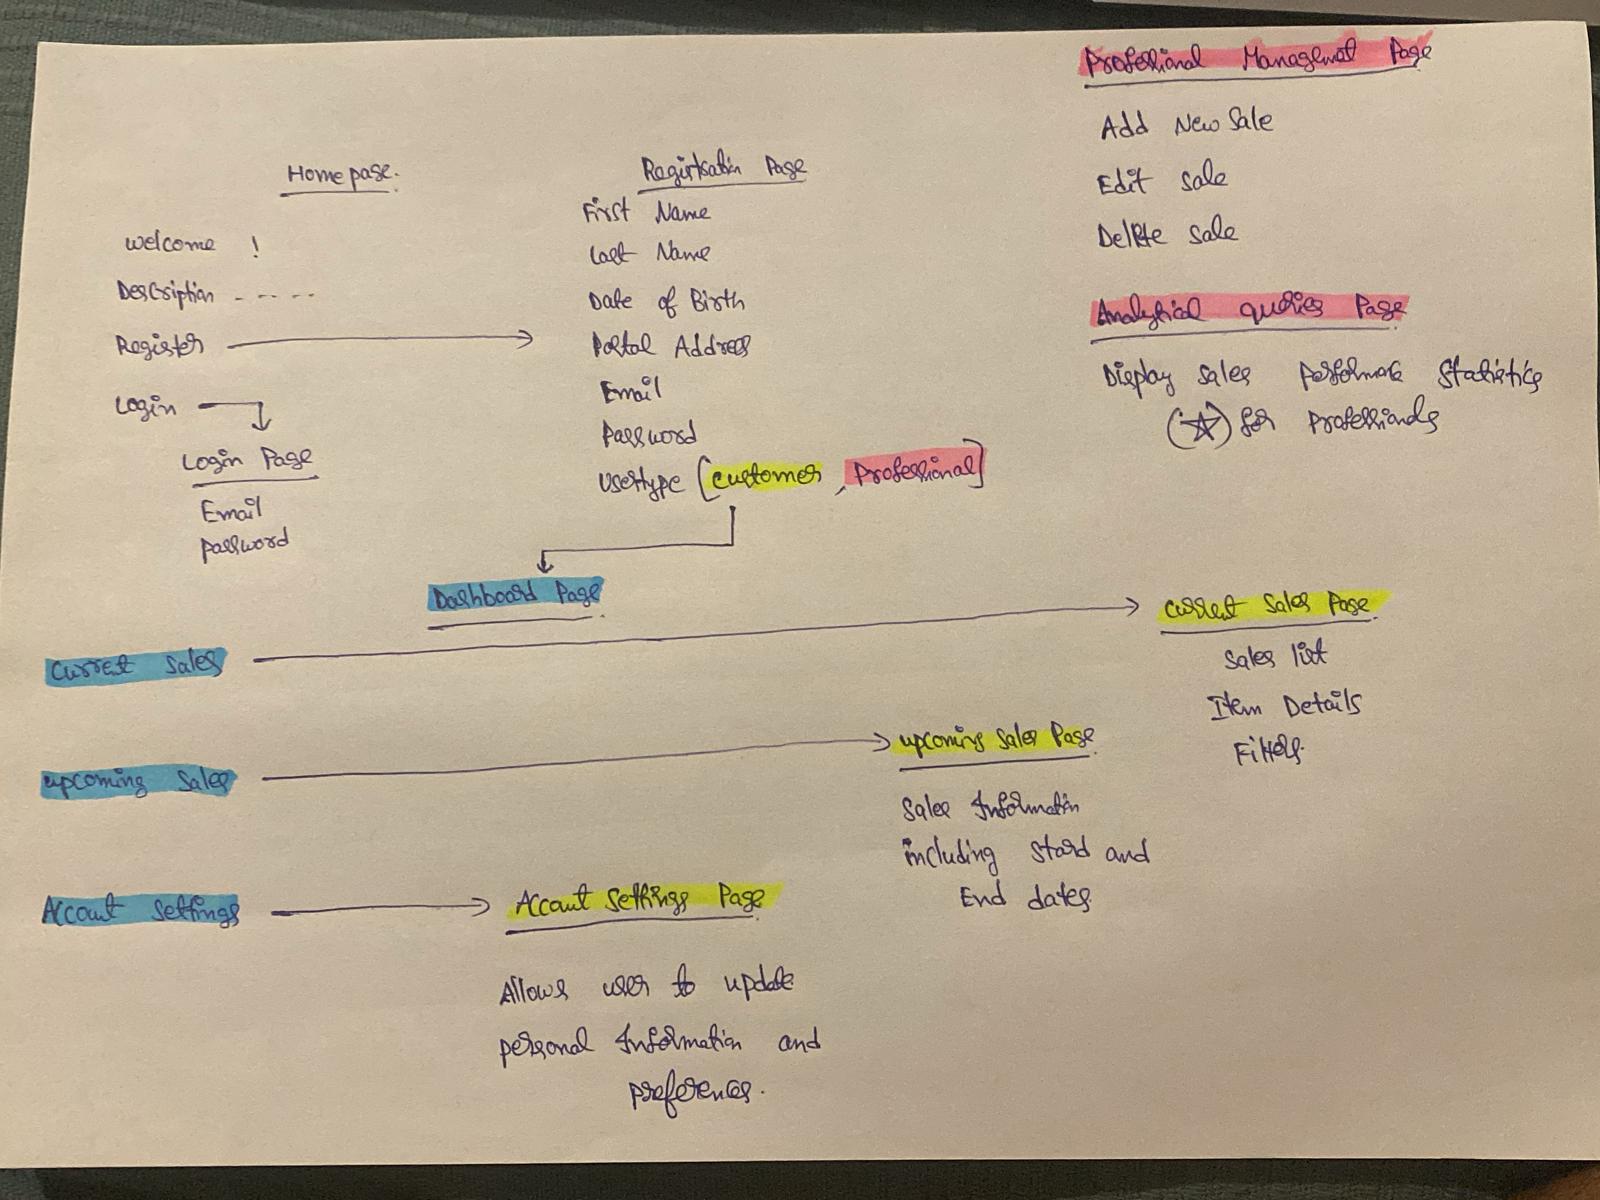 Homepage.
Welcome !
Description - - - - -
Register
Login
Login Page
Email
Password
Registration Page
First Name
Last Name
Date of Birth
Postal Address
Email
Password
Usertype [customer, Professional]
Professional Management Page
Add New Sale
Edit Sale
Delete Sale
Analytical queries Page
Display sales performance Statistics
(☆) for Professionals
Dashboard Page
Current Sales
upcoming Sales
Account Settings
Current Sales Page
Sales list
Item Details
Filters.
upcoming Sales Page
Sales Information
including Stard and
End dates.
Account Settings Page
Allows user to update
personal Information and
preferences.